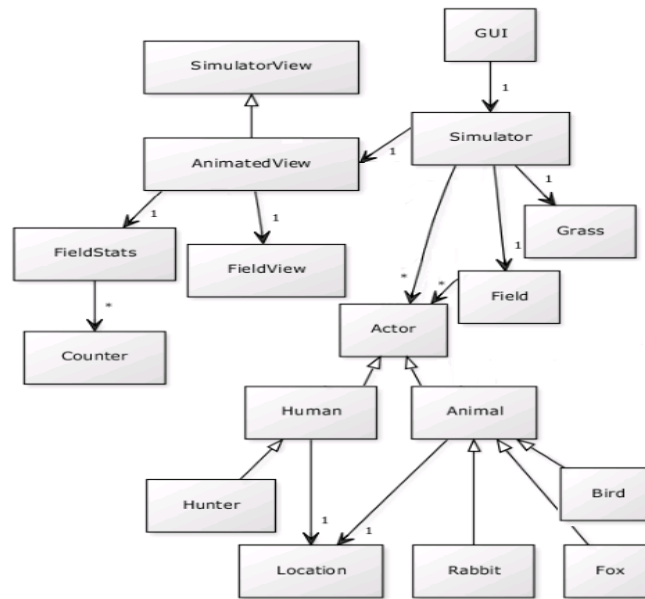 GUI
SimulatorView
1
Simulator
AnimatedView
1
1
1
1
1
Grass
FieldStats
FieldView
*
*
Field
*
Actor
Counter
Human
Animal
Hunter
Bird
1
1
Location
Rabbit
Fox